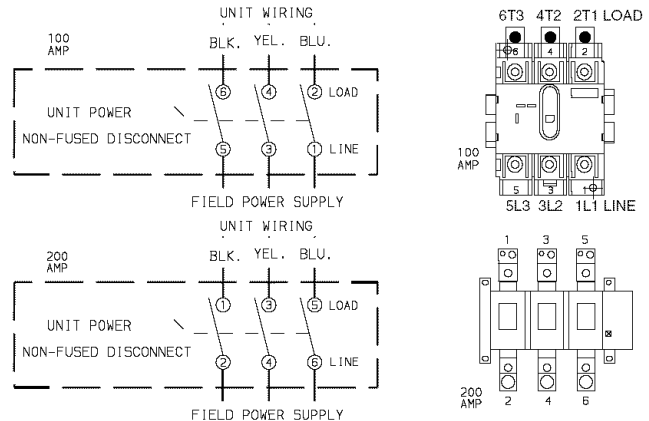 UNIT WIRING
100
AMP
BLK. YEL. BLU.
6 4 2 LOAD
UNIT POWER
NON-FUSED DISCONNECT
5 3 1 LINE
FIELD POWER SUPPLY
6T3 4T2 2T1 LOAD
6 4 2
100
AMP
5 3 1
5L3 3L2 1L1 LINE
UNIT WIRING
200
AMP
BLK. YEL. BLU.
1 3 5 LOAD
UNIT POWER
NON-FUSED DISCONNECT
2 4 6 LINE
FIELD POWER SUPPLY
1 3 5
200
AMP
2 4 6